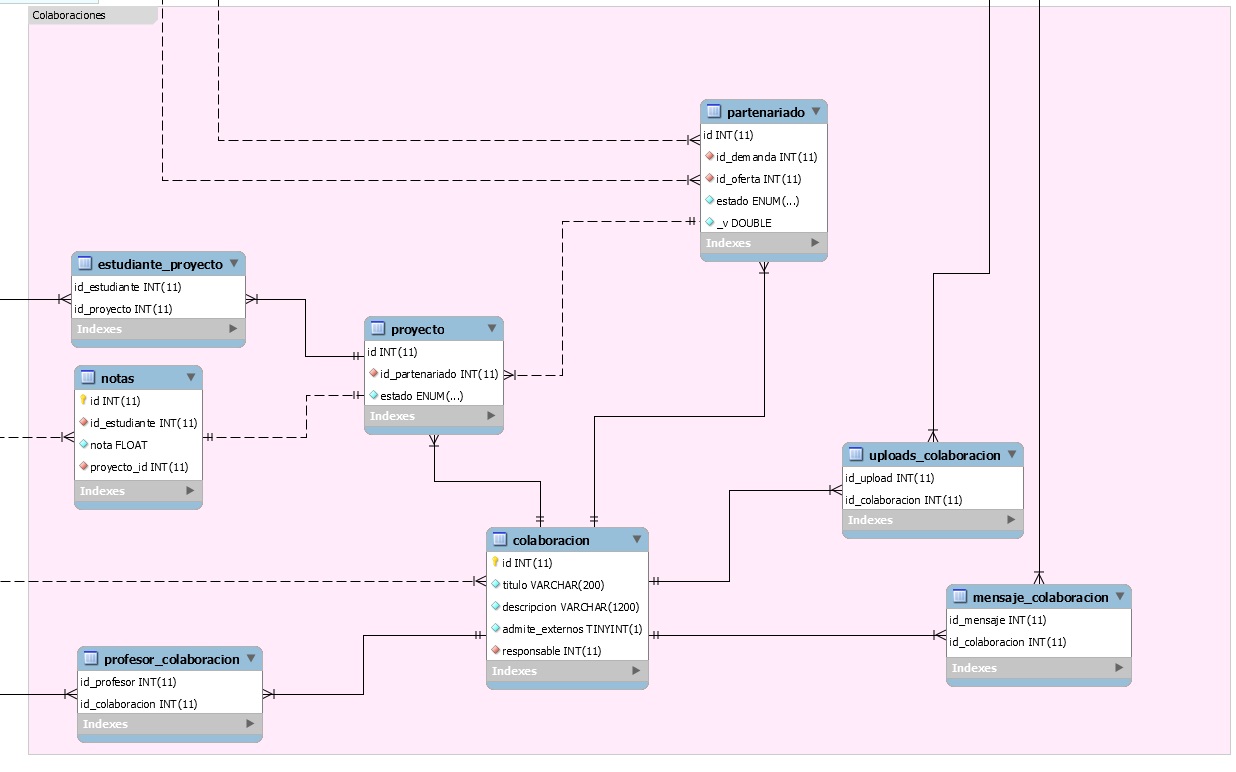 Colaboraciones
partenariado
id INT(11)
id_demanda INT(11)
id_oferta INT(11)
estado ENUM(...)
_v DOUBLE
Indexes
estudiante_proyecto
id_estudiante INT(11)
id_proyecto INT(11)
Indexes
proyecto
id INT(11)
id_partenariado INT(11)
estado ENUM(...)
Indexes
notas
id INT(11)
id_estudiante INT(11)
nota FLOAT
proyecto_id INT(11)
Indexes
uploads_colaboracion
id_upload INT(11)
id_colaboracion INT(11)
Indexes
colaboracion
id INT(11)
titulo VARCHAR(200)
descripcion VARCHAR(1200)
admite_externos TINYINT(1)
responsable INT(11)
Indexes
mensaje_colaboracion
id_mensaje INT(11)
id_colaboracion INT(11)
Indexes
profesor_colaboracion
id_profesor INT(11)
id_colaboracion INT(11)
Indexes